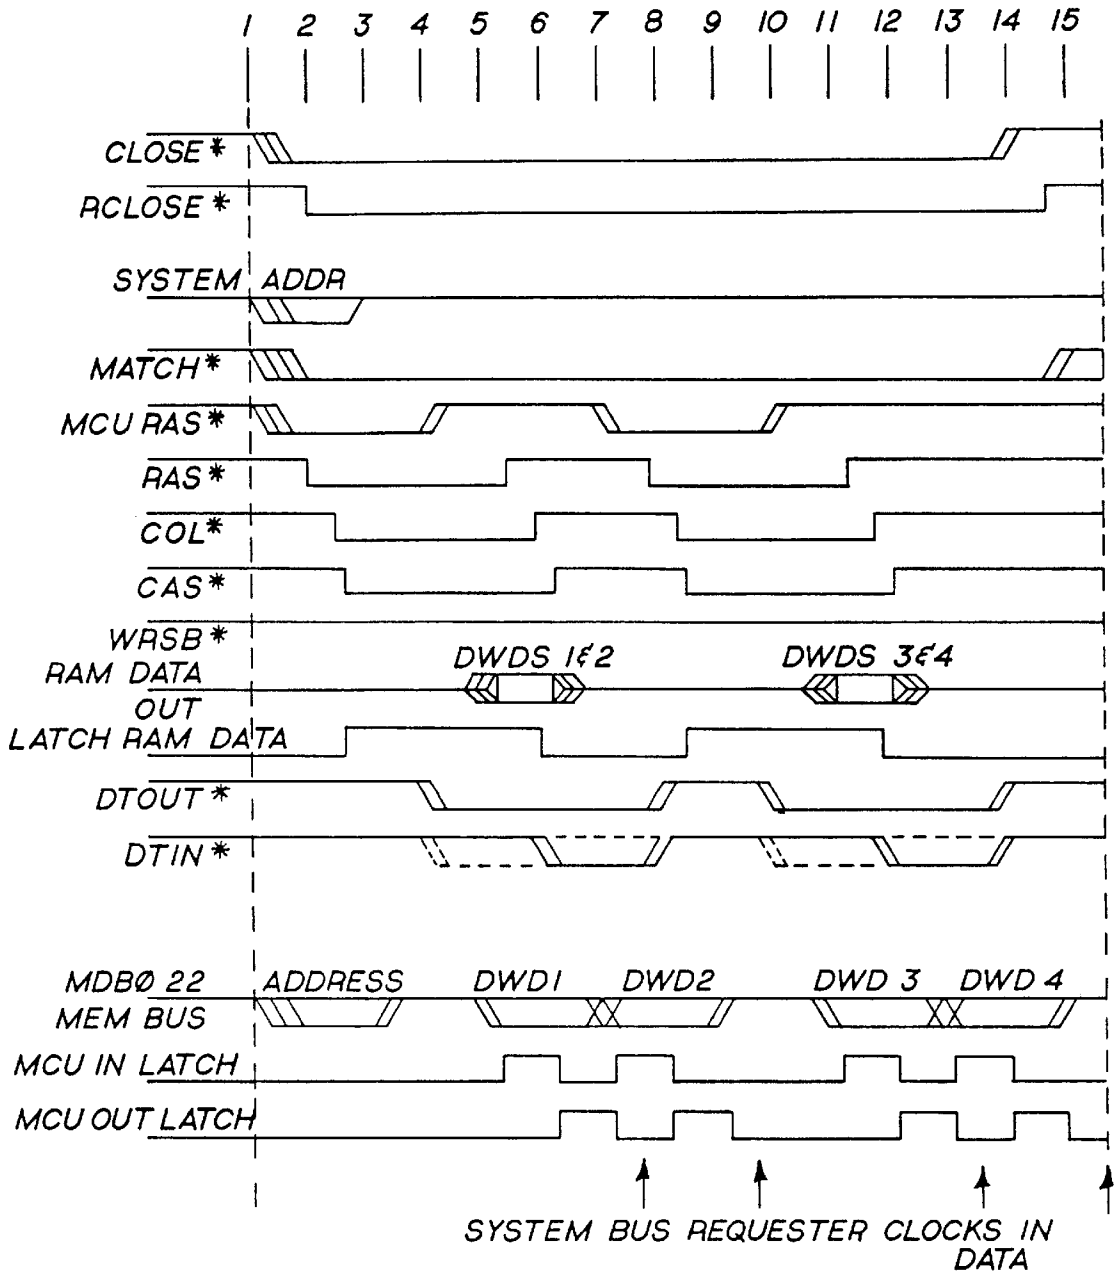 1 2 3 4 5 6 7 8 9 10 11 12 13 14 15
CLOSE*
RCLOSE*
SYSTEM ADDR
MATCH*
MCU RAS*
RAS*
COL*
CAS*
WRSB*
RAM DATA OUT
DWDS 1&2
DWDS 3&4
LATCH RAM DATA
DTOUT*
DTIN*
MDBØ 22
MEM BUS
ADDRESS
DWD1
DWD2
DWD 3
DWD 4
MCU IN LATCH
MCU OUT LATCH
SYSTEM BUS REQUESTER CLOCKS IN
DATA